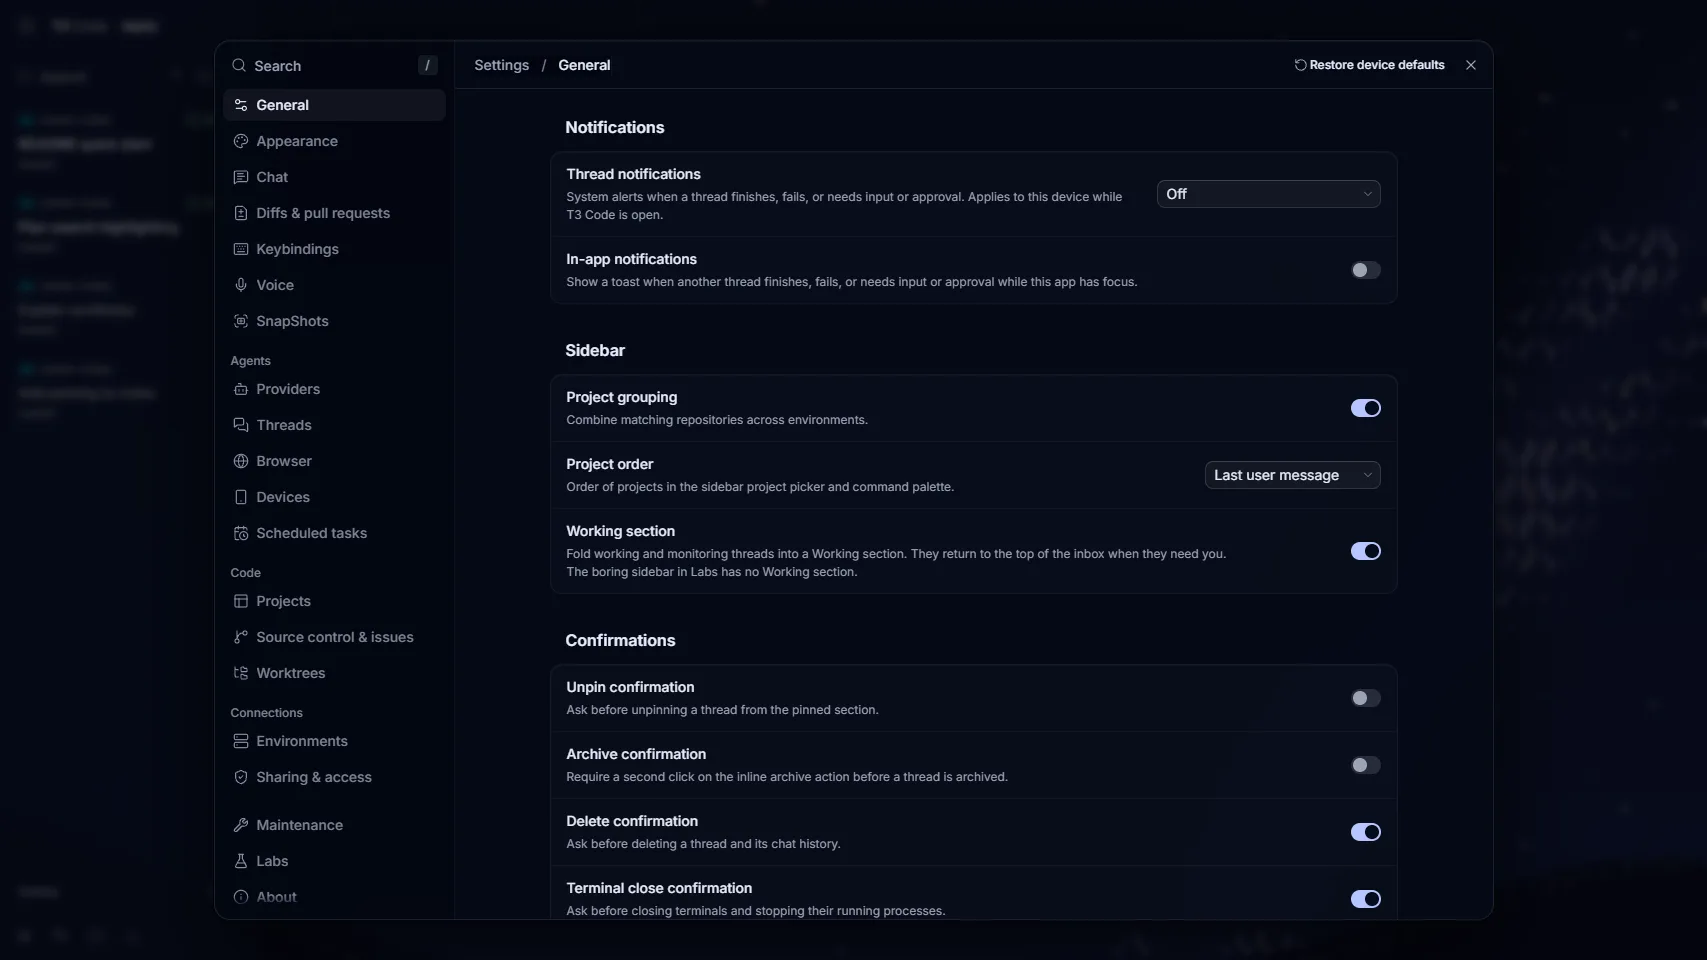 Search
/
General
Appearance
Chat
Diffs & pull requests
Keybindings
Voice
SnapShots
Agents
Providers
Threads
Browser
Devices
Scheduled tasks
Code
Projects
Source control & issues
Worktrees
Connections
Environments
Sharing & access
Maintenance
Labs
About
Settings / General
Restore device defaults
Notifications
Thread notifications
System alerts when a thread finishes, fails, or needs input or approval. Applies to this device while
T3 Code is open.
Off
In-app notifications
Show a toast when another thread finishes, fails, or needs input or approval while this app has focus.
Sidebar
Project grouping
Combine matching repositories across environments.
Project order
Order of projects in the sidebar project picker and command palette.
Last user message
Working section
Fold working and monitoring threads into a Working section. They return to the top of the inbox when they need you.
The boring sidebar in Labs has no Working section.
Confirmations
Unpin confirmation
Ask before unpinning a thread from the pinned section.
Archive confirmation
Require a second click on the inline archive action before a thread is archived.
Delete confirmation
Ask before deleting a thread and its chat history.
Terminal close confirmation
Ask before closing terminals and stopping their running processes.